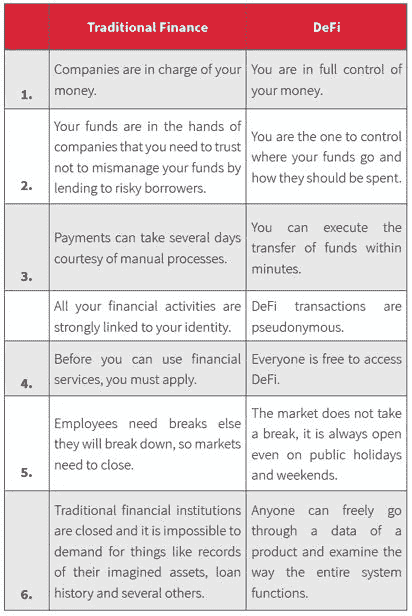 Traditional Finance DeFi
1.
Companies are in charge of your
money.
You are in full control of
your money.
2.
Your funds are in the hands of
companies that you need to trust
not to mismanage your funds by
lending to risky borrowers.
You are the one to control
where your funds go and
how they should be spent.
3.
Payments can take several days
courtesy of manual processes.
You can execute the
transfer of funds within
minutes.
All your financial activities are
strongly linked to your identity.
DeFi transactions are
pseudonymous.
4.
Before you can use financial
services, you must apply.
Everyone is free to access
DeFi.
5.
Employees need breaks else
they will break down, so markets
need to close.
The market does not take
a break, it is always open
even on public holidays
and weekends.
6.
Traditional financial institutions
are closed and it is impossible to
demand for things like records
of their imagined assets, loan
history and several others.
Anyone can freely go
through a data of a
product and examine the
way the entire system
functions.